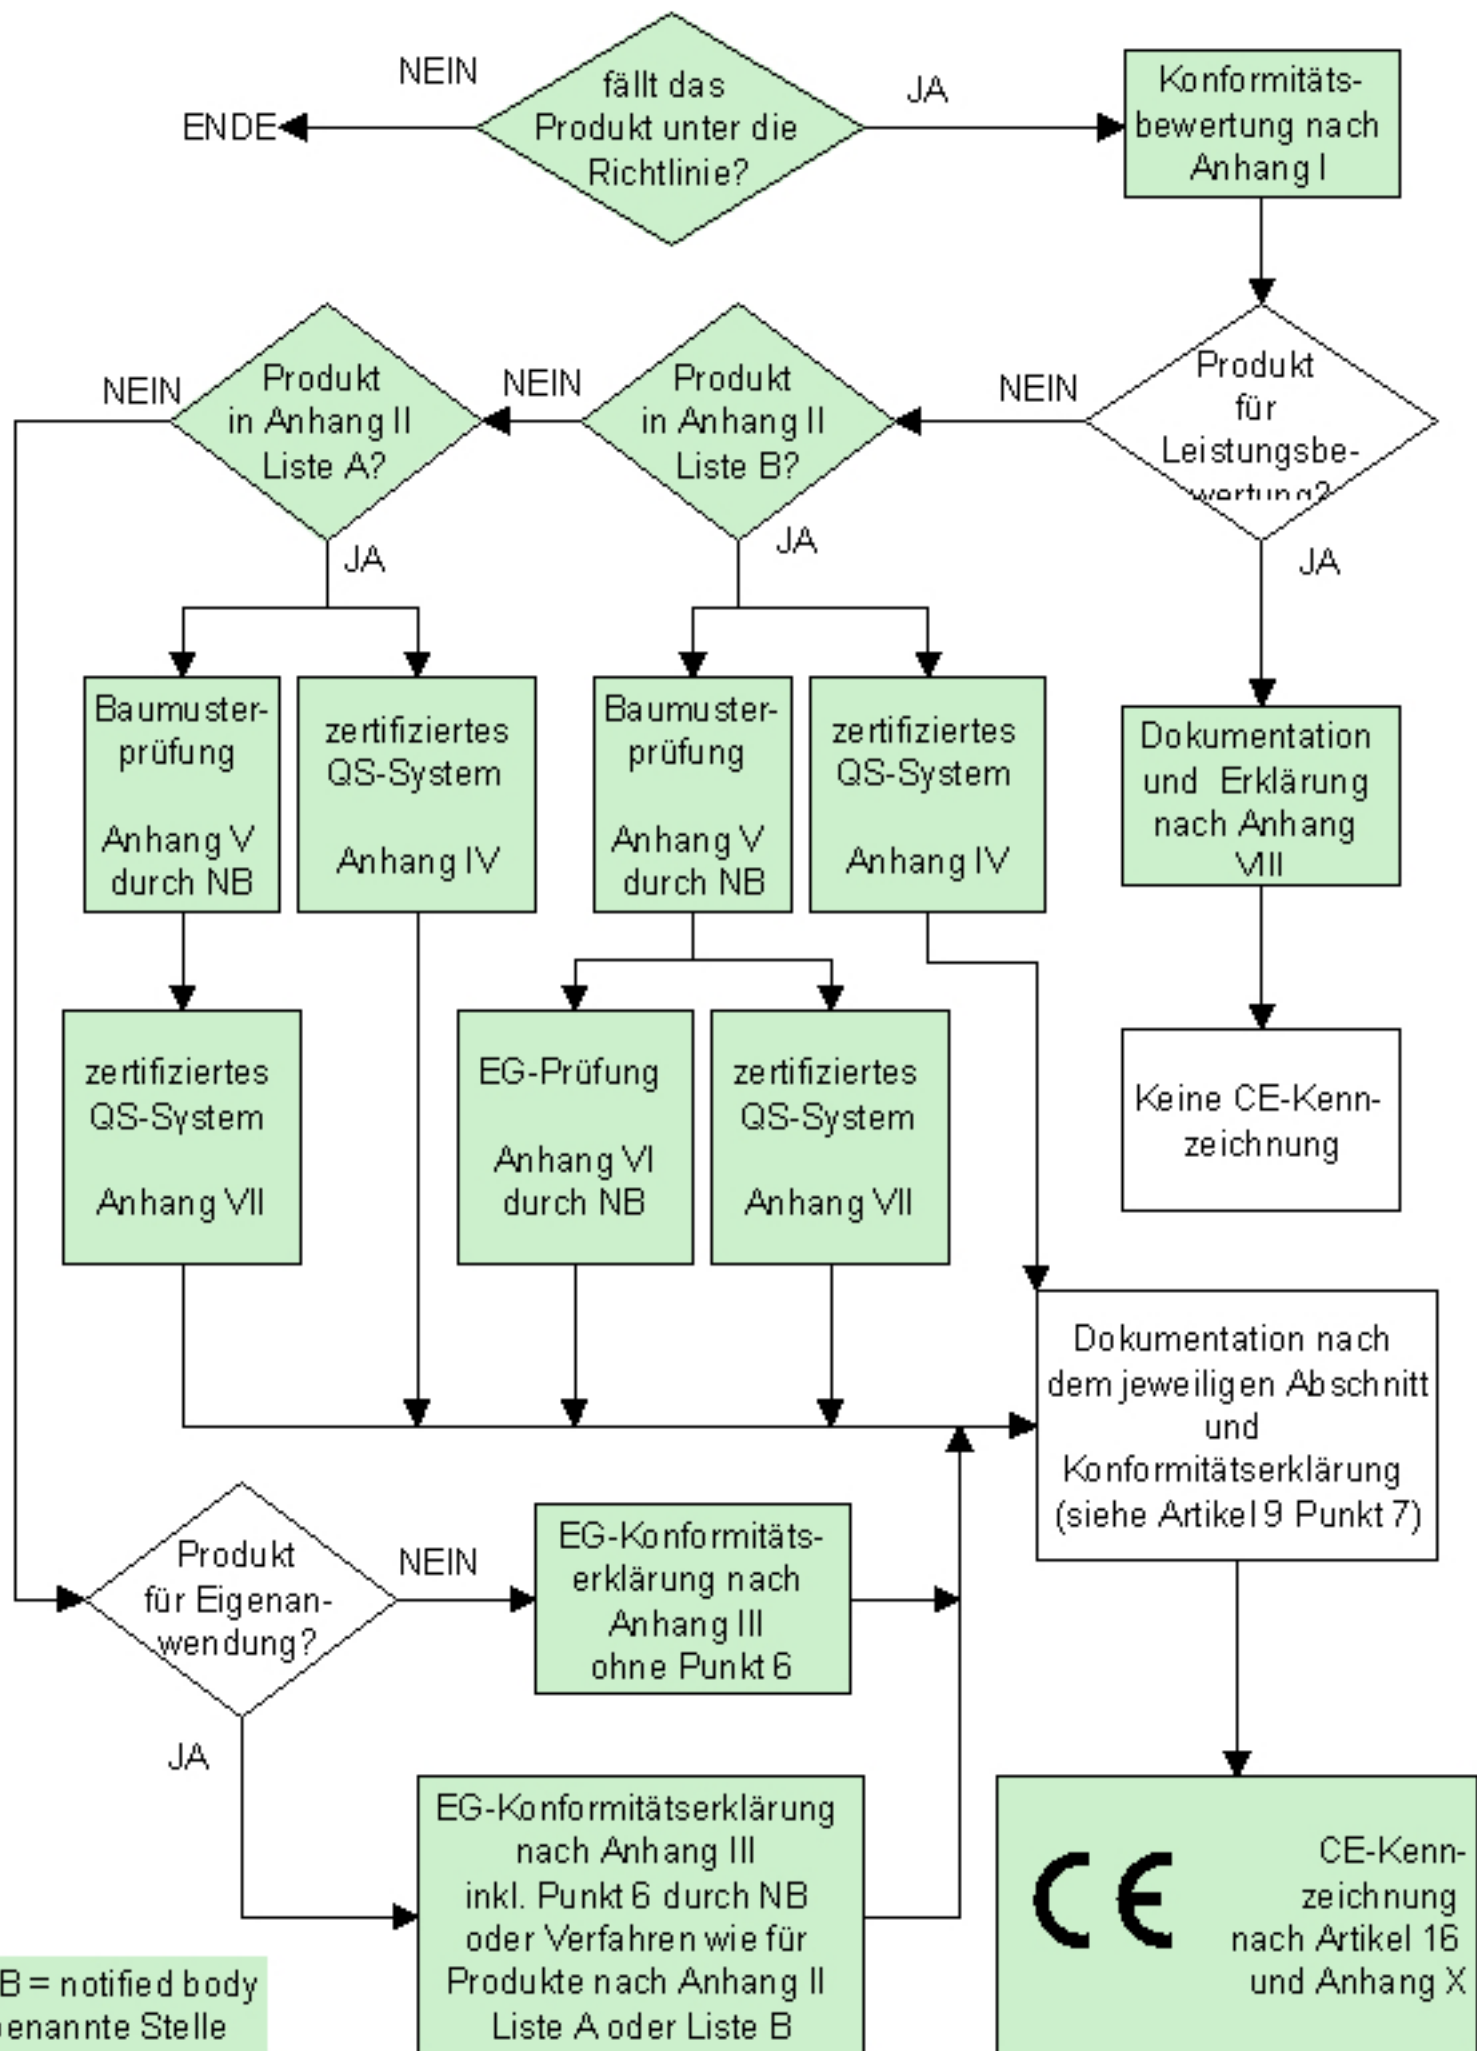 NEIN
ENDE
fällt das
Produkt unter die
Richtlinie?
JA
Konformitäts-
bewertung nach
Anhang I
NEIN
Produkt
in Anhang II
Liste A?
JA
NEIN
Produkt
in Anhang II
Liste B?
JA
NEIN
Produkt
für
Leistungsbe-
wertung?
JA
Baumuster-
prüfung
Anhang V
durch NB
zertifiziertes
QS-System
Anhang IV
Baumuster-
prüfung
Anhang V
durch NB
zertifiziertes
QS-System
Anhang IV
Dokumentation
und Erklärung
nach Anhang
VIII
zertifiziertes
QS-System
Anhang VII
EG-Prüfung
Anhang VI
durch NB
zertifiziertes
QS-System
Anhang VII
Keine CE-Kenn-
zeichnung
Dokumentation nach
dem jeweiligen Abschnitt
und
Konformitätserklärung
(siehe Artikel 9 Punkt 7)
Produkt
für Eigenan-
wendung?
NEIN
JA
EG-Konformitäts-
erklärung nach
Anhang III
ohne Punkt 6
EG-Konformitätserklärung
nach Anhang III
inkl. Punkt 6 durch NB
oder Verfahren wie für
Produkte nach Anhang II
Liste A oder Liste B
CE
CE-Kenn-
zeichnung
nach Artikel 16
und Anhang X
B = notified body
benannte Stelle